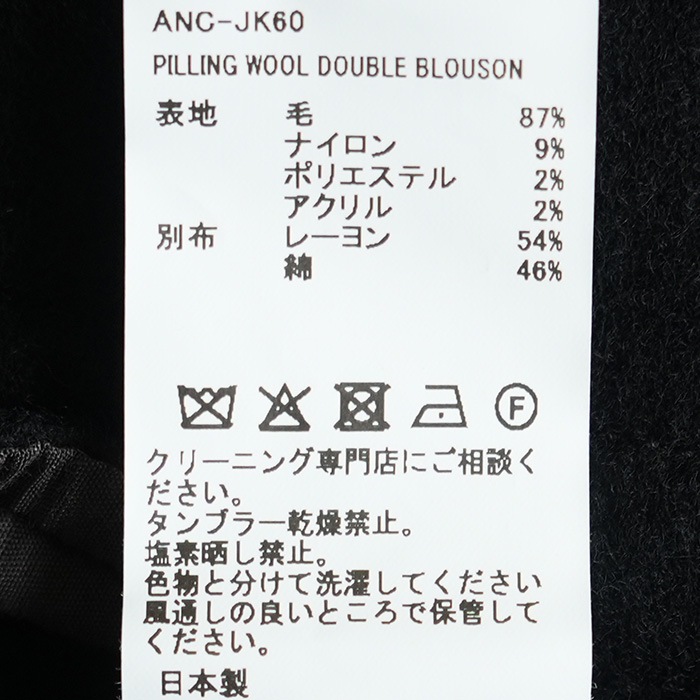 ANC-JK60
PILLING WOOL DOUBLE BLOUSON
表地 毛 87%
ナイロン 9%
ポリエステル 2%
アクリル 2%
別布 レーヨン 54%
綿 46%
F
クリーニング専門店にご相談く
ださい。
タンブラー乾燥禁止。
塩素晒し禁止。
色物と分けて洗濯してください
風通しの良いところで保管して
ください。
日本製